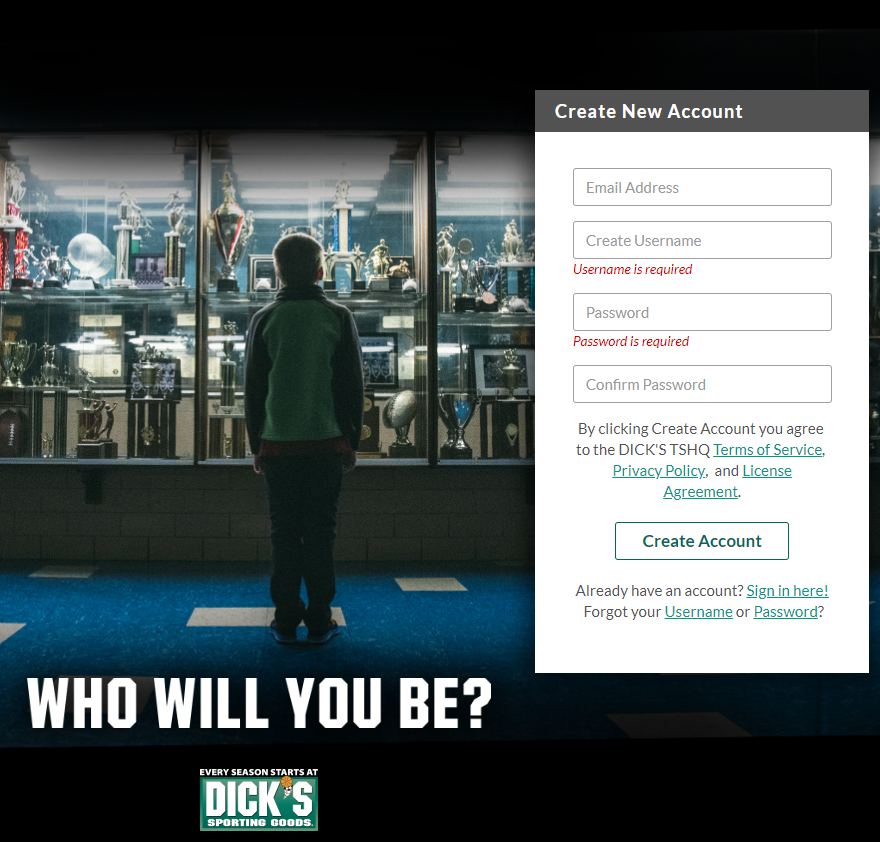 Create New Account
Email Address
Create Username
Username is required
Password
Password is required
Confirm Password
By clicking Create Account you agree
to the DICK'S TSHQ Terms of Service,
Privacy Policy, and License
Agreement.
Create Account
Already have an account? Sign in here!
Forgot your Username or Password?
WHO WILL YOU BE?
EVERY SEASON STARTS AT
DICK'S
SPORTING GOODS